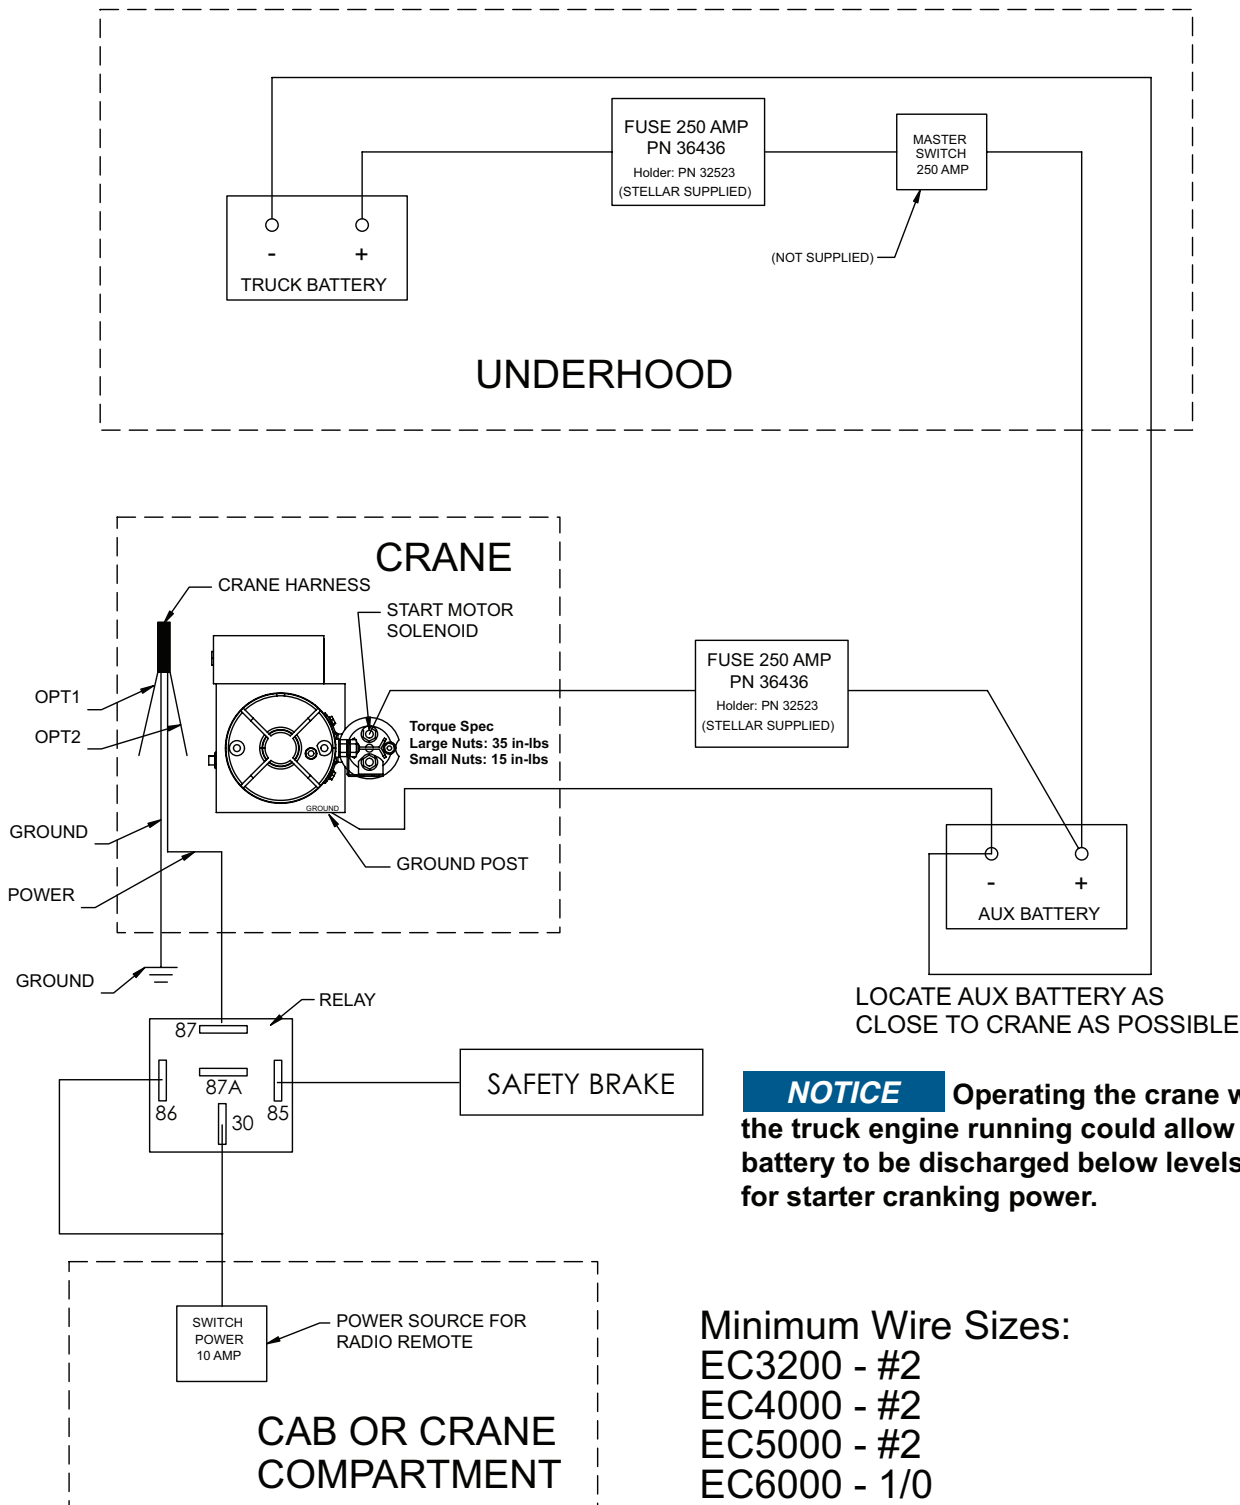 FUSE 250 AMP
PN 36436
Holder: PN 32523
(STELLAR SUPPLIED)
MASTER
SWITCH
250 AMP
(NOT SUPPLIED)
- +
TRUCK BATTERY
UNDERHOOD
CRANE
CRANE HARNESS
START MOTOR
SOLENOID
OPT1
OPT2
Torque Spec
Large Nuts: 35 in-lbs
Small Nuts: 15 in-lbs
FUSE 250 AMP
PN 36436
Holder: PN 32523
(STELLAR SUPPLIED)
GROUND
GROUND
GROUND POST
POWER
- +
AUX BATTERY
GROUND
LOCATE AUX BATTERY AS
CLOSE TO CRANE AS POSSIBLE
RELAY
87
87A
86
85
30
SAFETY BRAKE
NOTICE Operating the crane w
the truck engine running could allow
battery to be discharged below levels
for starter cranking power.
SWITCH
POWER
10 AMP
POWER SOURCE FOR
RADIO REMOTE
CAB OR CRANE
COMPARTMENT
Minimum Wire Sizes:
EC3200 - #2
EC4000 - #2
EC5000 - #2
EC6000 - 1/0